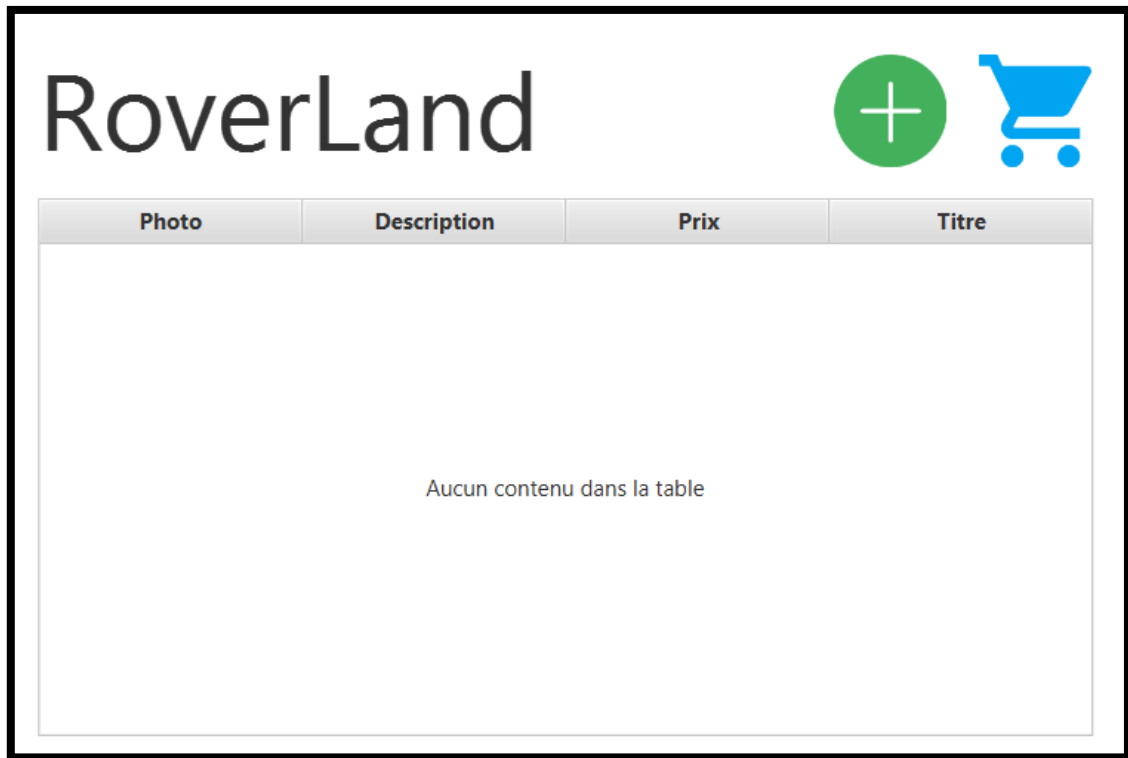 RoverLand
Photo Description Prix Titre
Aucun contenu dans la table